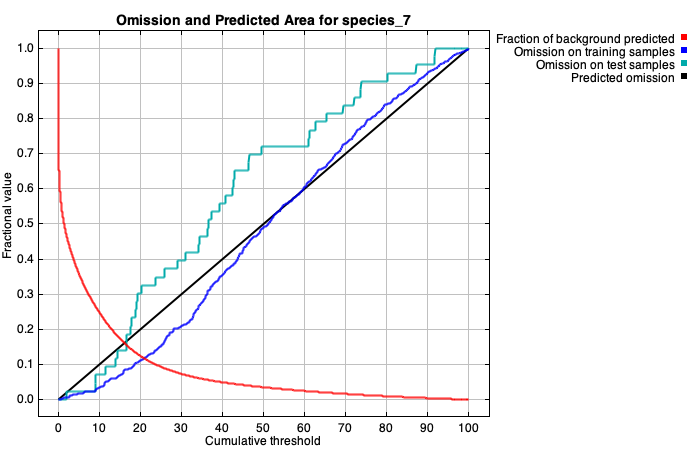 Omission and Predicted Area for species_7
Fraction of background predicted
Omission on training samples
Omission on test samples
Predicted omission
Fractional value
1.0
0.9
0.8
0.7
0.6
0.5
0.4
0.3
0.2
0.1
0.0
0 10 20 30 40 50 60 70 80 90 100
Cumulative threshold